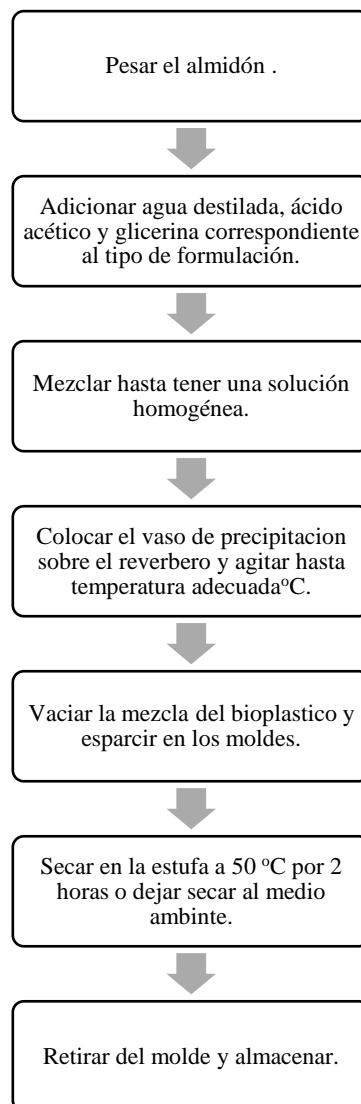 Pesar el almidón .
Adicionar agua destilada, ácido
acético y glicerina correspondiente
al tipo de formulación.
Mezclar hasta tener una solución
homogénea.
Colocar el vaso de precipitacion
sobre el reverbero y agitar hasta
temperatura adecuadaºC.
Vaciar la mezcla del bioplastico y
esparcir en los moldes.
Secar en la estufa a 50 ºC por 2
horas o dejar secar al medio
ambinte.
Retirar del molde y almacenar.